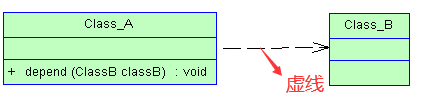 Class_A
+ depend (ClassB classB) : void
Class_B
虚线